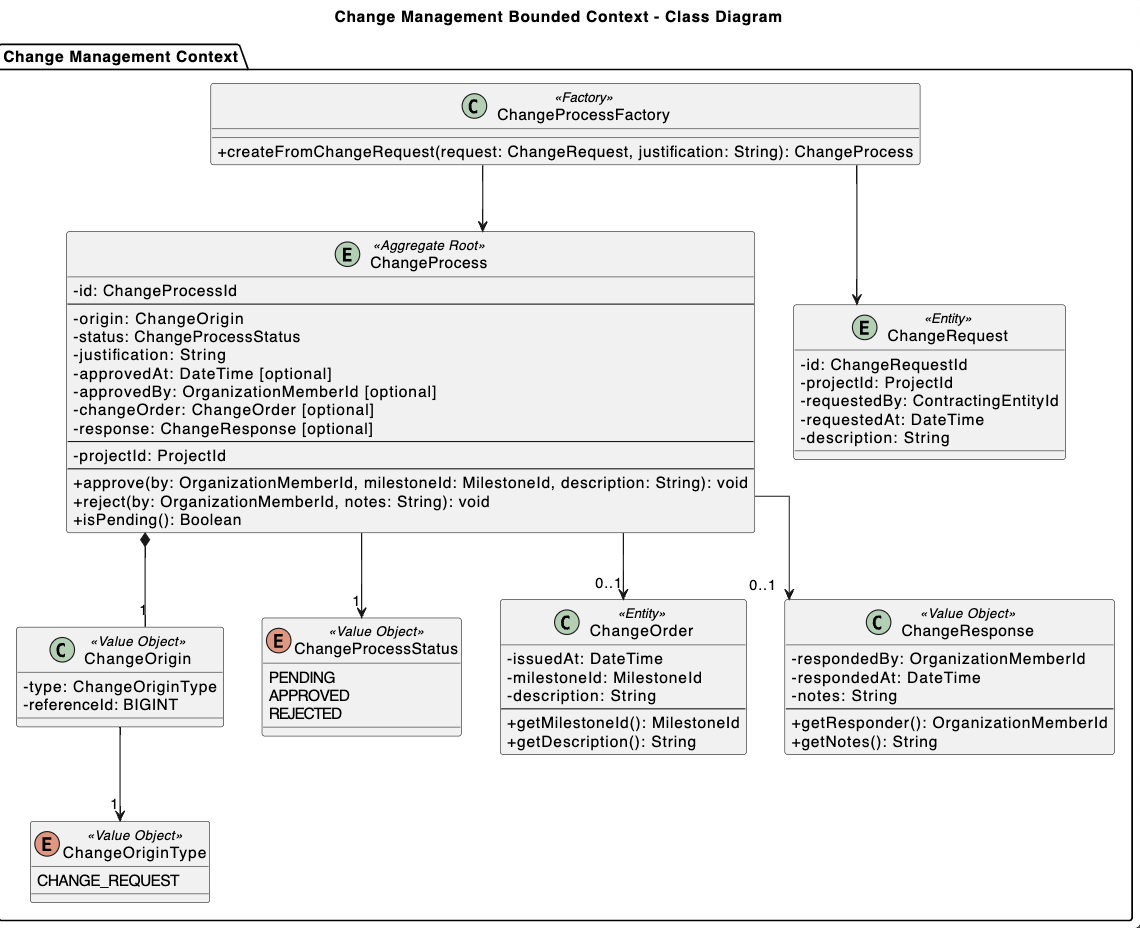 Change Management Bounded Context - Class Diagram
Change Management Context
C
«Factory»
ChangeProcessFactory
+createFromChangeRequest(request: ChangeRequest, justification: String): ChangeProcess
E
«Aggregate Root»
ChangeProcess
-id: ChangeProcessId
-origin: ChangeOrigin
-status: ChangeProcessStatus
-justification: String
-approvedAt: DateTime [optional]
-approvedBy: OrganizationMemberId [optional]
-changeOrder: ChangeOrder [optional]
-response: ChangeResponse [optional]
-projectId: ProjectId
+approve(by: OrganizationMemberId, milestoneId: MilestoneId, description: String): void
+reject(by: OrganizationMemberId, notes: String): void
+isPending(): Boolean
E
«Entity»
ChangeRequest
-id: ChangeRequestId
-projectId: ProjectId
-requestedBy: ContractingEntityId
-requestedAt: DateTime
-description: String
1
1
0..1
0..1
C
«Value Object»
ChangeOrigin
-type: ChangeOriginType
-referenceId: BIGINT
E
«Value Object»
ChangeProcessStatus
PENDING
APPROVED
REJECTED
C
«Entity»
ChangeOrder
-issuedAt: DateTime
-milestoneId: MilestoneId
-description: String
+getMilestoneId(): MilestoneId
+getDescription(): String
C
«Value Object»
ChangeResponse
-respondedBy: OrganizationMemberId
-respondedAt: DateTime
-notes: String
+getResponder(): OrganizationMemberId
+getNotes(): String
1
E
«Value Object»
ChangeOriginType
CHANGE_REQUEST